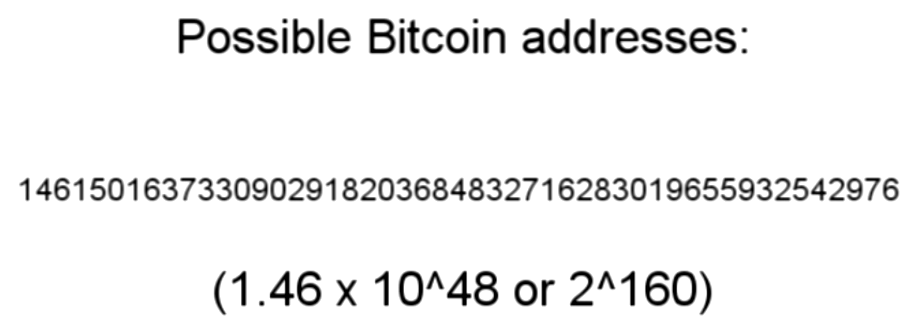 Possible Bitcoin addresses:
1461501637330902918203684832716283019655932542976
(1.46 x 10^48 or 2^160)